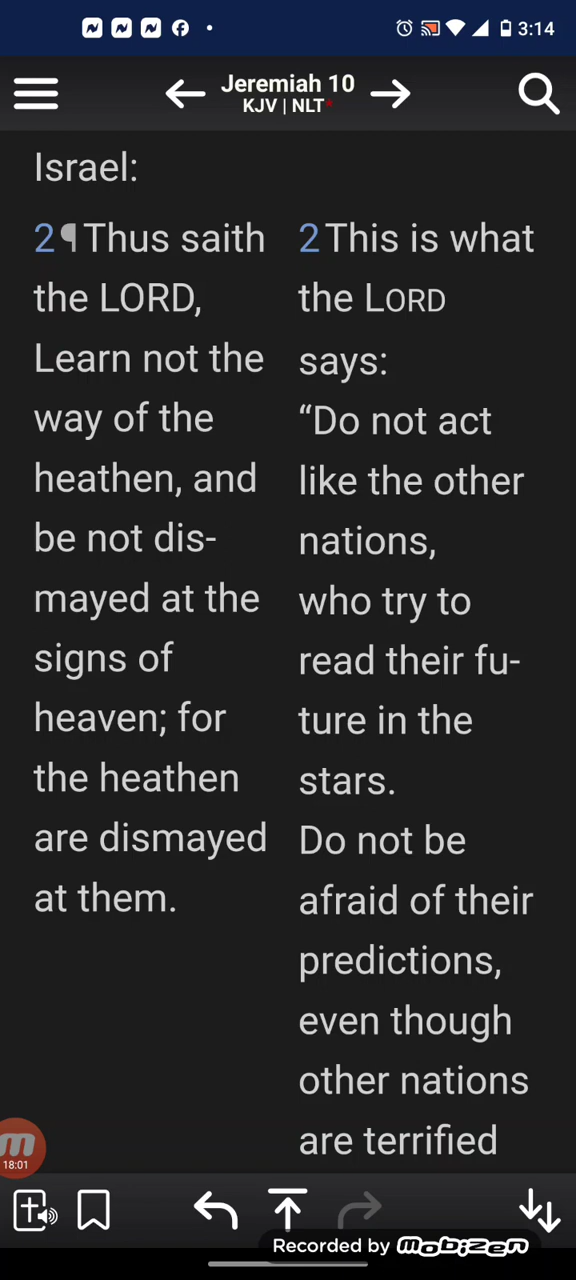 3:14
Jeremiah 10
KJV | NLT*
Israel:
2¶Thus saith
the LORD,
Learn not the
way of the
heathen, and
be not dis-
mayed at the
signs of
heaven; for
the heathen
are dismayed
at them.
2This is what
the LORD
says:
“Do not act
like the other
nations,
who try to
read their fu-
ture in the
stars.
Do not be
afraid of their
predictions,
even though
other nations
are terrified
18:01
Recorded by mobizen